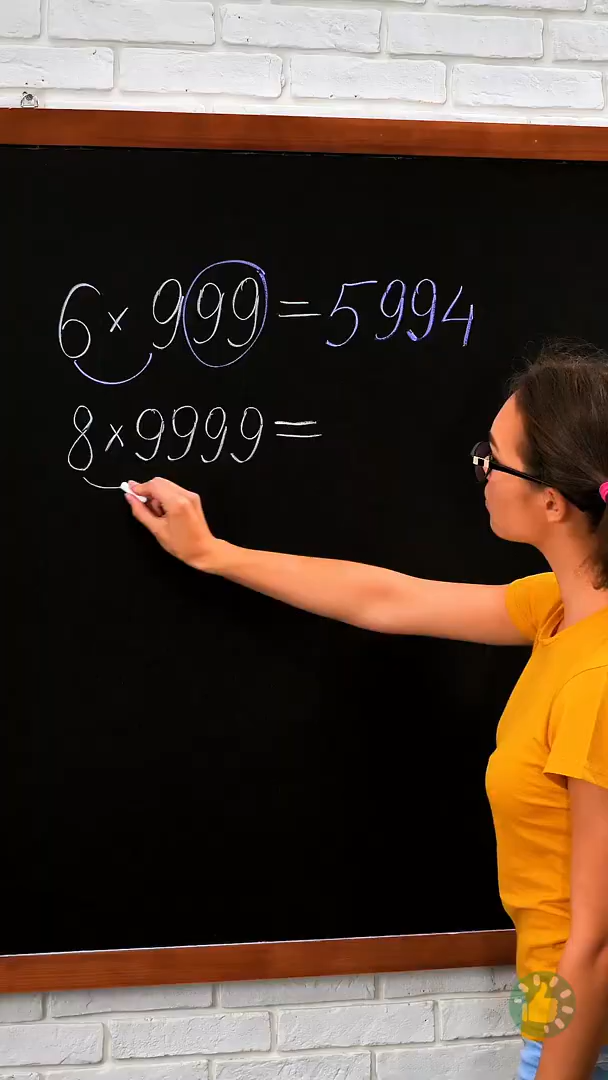 6 × 999 = 5994
8 × 9999 =